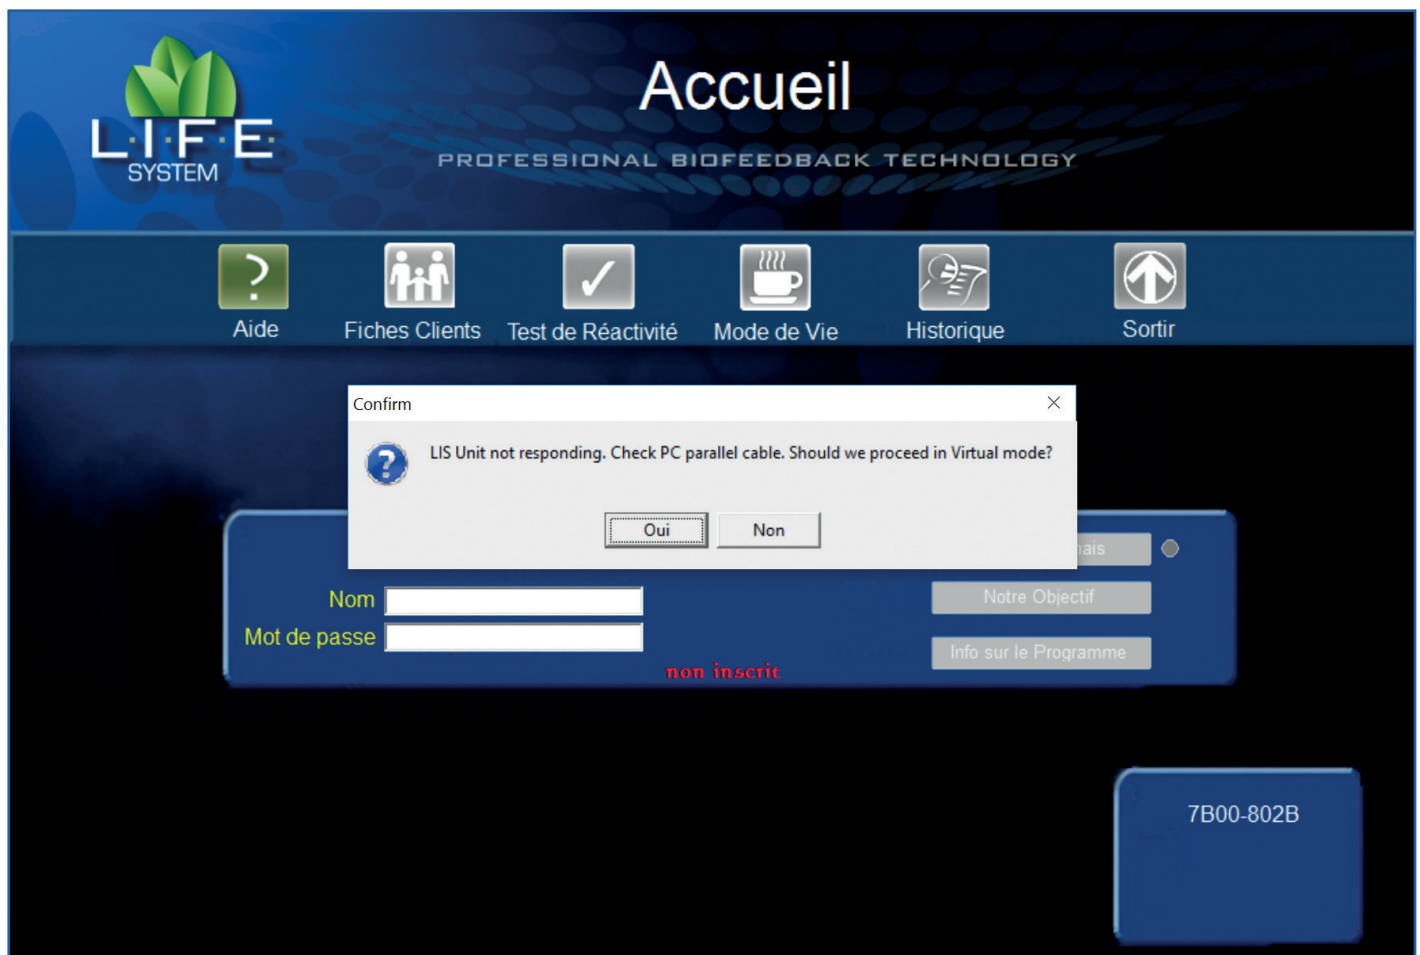 Accueil
L·I·F·E·
SYSTEM
PROFESSIONAL BIOFEEDBACK TECHNOLOGY
?
Aide
Fiches Clients
Test de Réactivité
Mode de Vie
Historique
Sortir
Confirm
LIS Unit not responding. Check PC parallel cable. Should we proceed in Virtual mode?
Oui
Non
Nom
Notre Objectif
Mot de passe
Info sur le Programme
non inscrit
7B00-802B